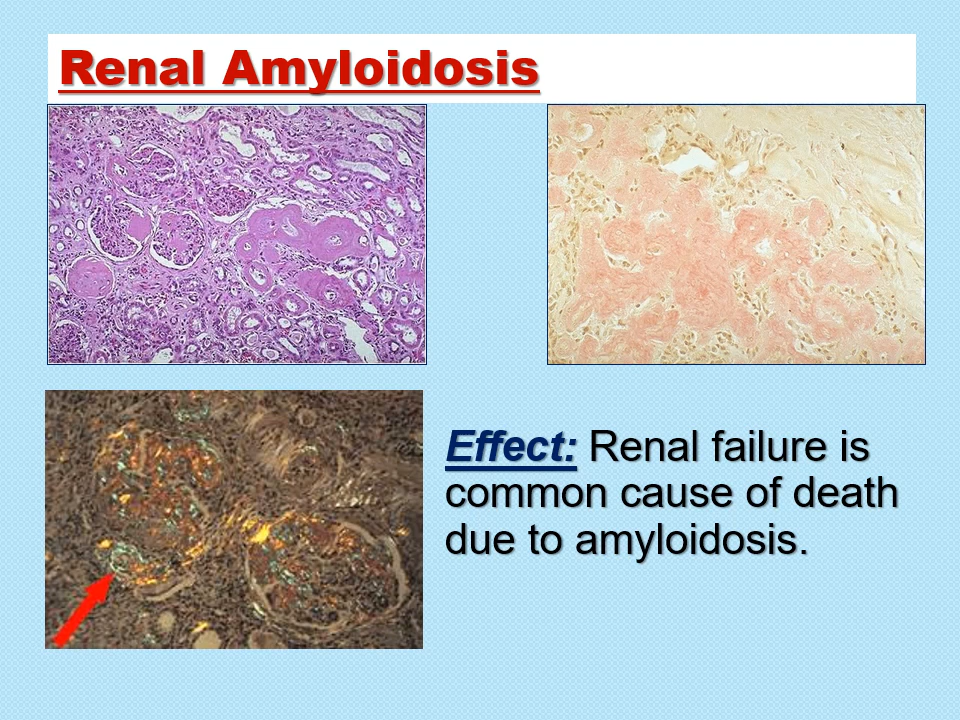 Renal Amyloidosis
Effect: Renal failure is
common cause of death
due to amyloidosis.